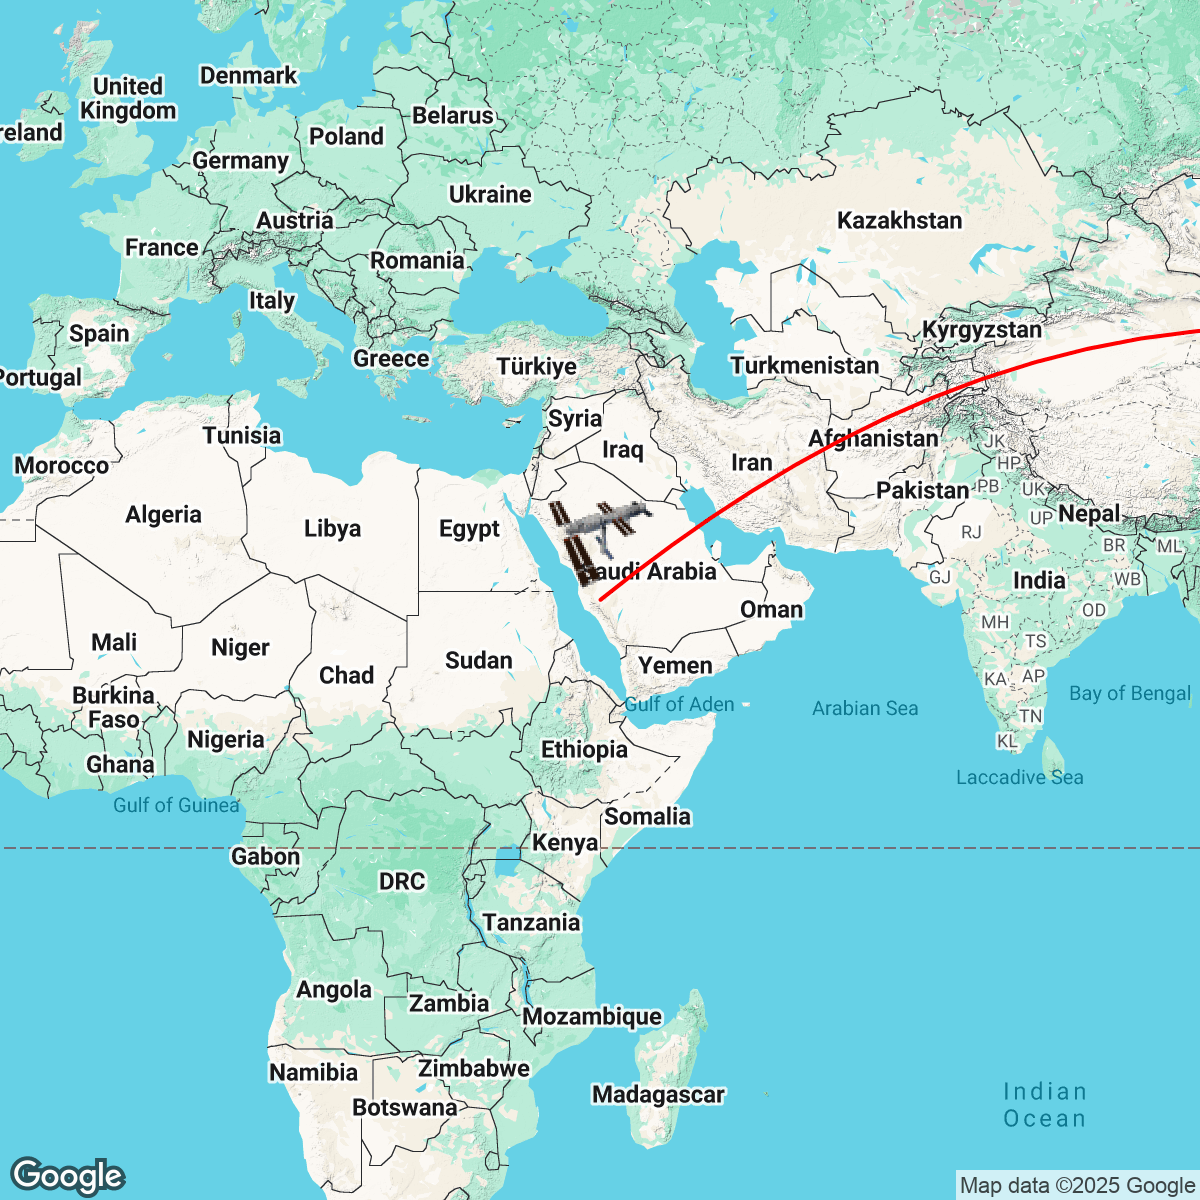 Denmark
United
Kingdom
Belarus
reland
Poland
Germany
Ukraine
Austria
Kazakhstan
France
Romania
Italy
Spain
Kyrgyzstan
Greece
Türkiye
Turkmenistan
Portugal
Syria
Tunisia
Iraq
Afghanistan
JK
Morocco
Iran
HP
Pakistan
PB
UK
Algeria
Libya
Egypt
UP
Nepal
RJ
BR
ML
audi Arabia
GJ
India
WB
Oman
OD
MH
Mali
Niger
TS
Sudan
Yemen
Chad
KA
AP
Burkina
Faso
Gulf of Aden
Arabian Sea
Bay of Bengal
TN
Nigeria
Ethiopia
KL
Ghana
Laccadive Sea
Gulf of Guinea
Somalia
Kenya
Gabon
DRC
Tanzania
Angola
Zambia
Mozambique
Namibia
Zimbabwe
Madagascar
Botswana
Indian
Ocean
Google
Map data ©2025 Google